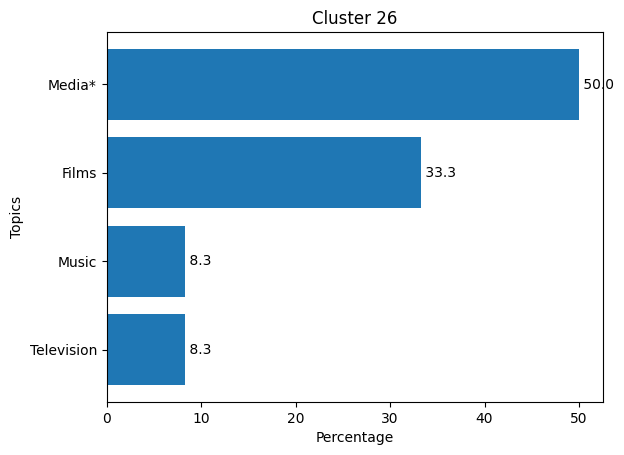 Cluster 26
Topics
Media*
50.0
Films
33.3
Music
8.3
Television
8.3
0 10 20 30 40 50
Percentage